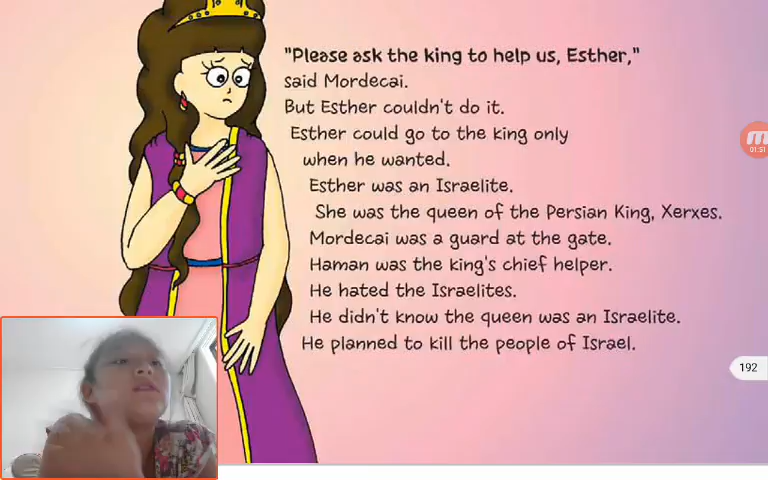 "Please ask the king to help us, Esther,"
said Mordecai.
But Esther couldn't do it.
Esther could go to the king only
when he wanted.
Esther was an Israelite.
She was the queen of the Persian King, Xerxes.
Mordecai was a guard at the gate.
Haman was the king's chief helper.
He hated the Israelites.
He didn't know the queen was an Israelite.
He planned to kill the people of Israel.
M
01:51
192